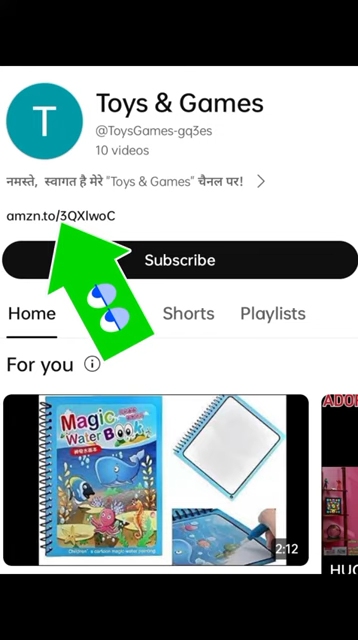 T
Toys & Games
@ToysGames-gq3es
10 videos
नमस्ते, स्वागत है मेरे "Toys & Games" चैनल पर!
amzn.to/3QXlwoC
Subscribe
Home Shorts Playlists
For you
Magic
Water Book
2:12